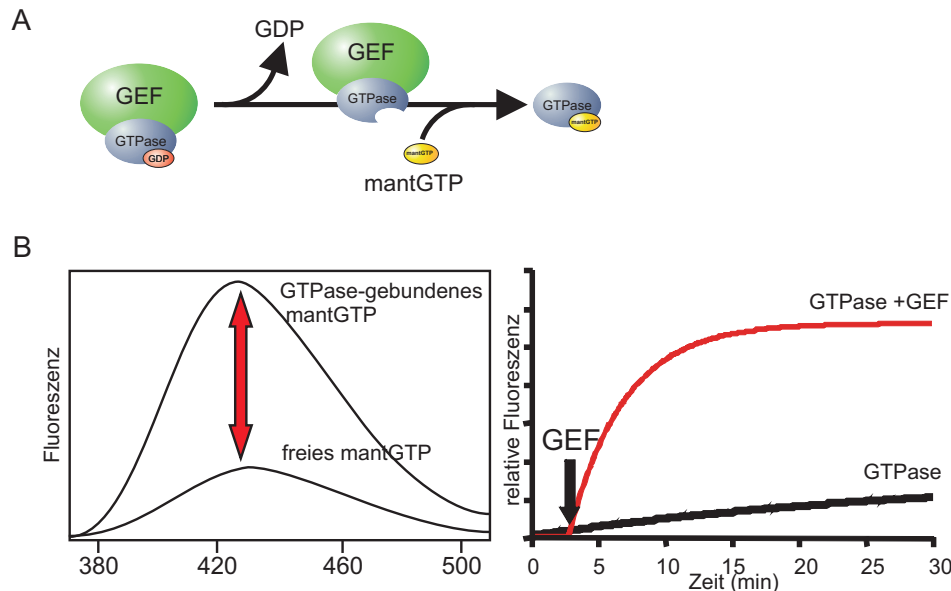 A
GDP
GEF
GTPase
GDP
GEF
GTPase
mantGTP
mantGTP
GTPase
mantGTP
B
Fluoreszenz
GTPase-gebundenes
mantGTP
freies mantGTP
380
420
460
500
relative Fluoreszenz
GTPase +GEF
GEF
GTPase
0
5
10
15
20
25
30
Zeit (min)